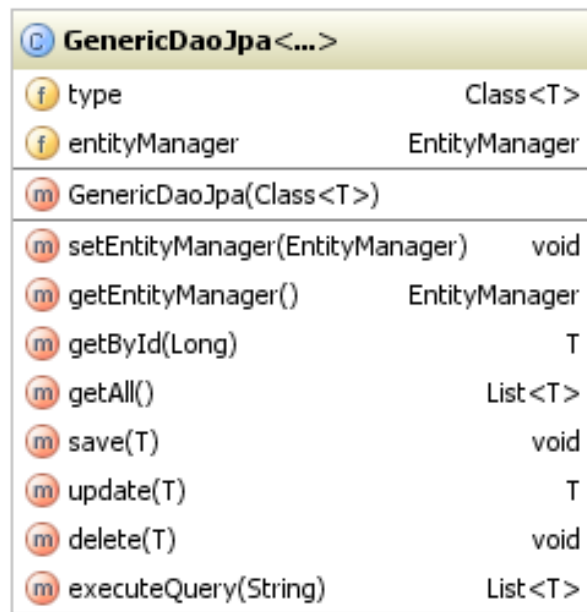 C GenericDaoJpa<...>
f type Class<T>
f entityManager EntityManager
m GenericDaoJpa(Class<T>)
m setEntityManager(EntityManager) void
m getEntityManager() EntityManager
m getById(Long) T
m getAll() List<T>
m save(T) void
m update(T) T
m delete(T) void
m executeQuery(String) List<T>